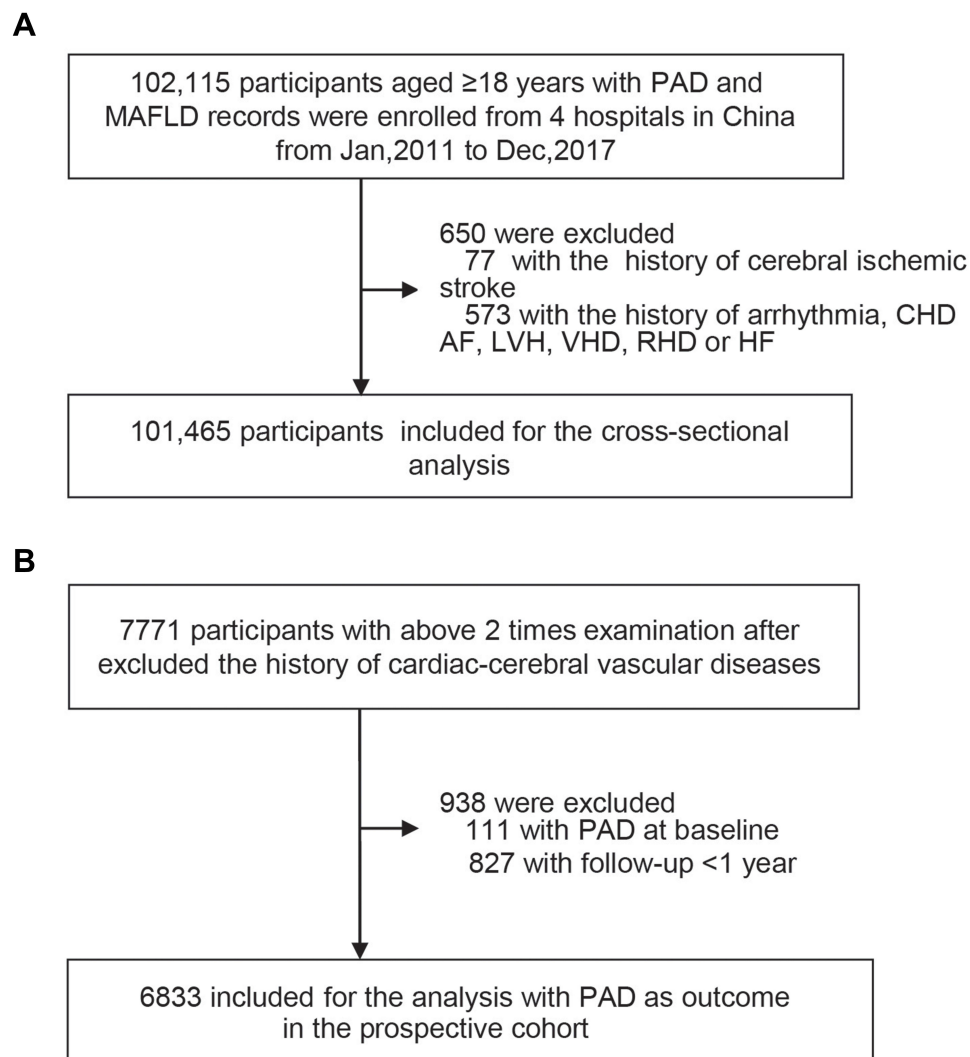 A
102,115 participants aged ≥18 years with PAD and
MAFLD records were enrolled from 4 hospitals in China
from Jan,2011 to Dec,2017
650 were excluded
77 with the history of cerebral ischemic
stroke
573 with the history of arrhythmia, CHD
AF, LVH, VHD, RHD or HF
101,465 participants included for the cross-sectional
analysis
B
7771 participants with above 2 times examination after
excluded the history of cardiac-cerebral vascular diseases
938 were excluded
111 with PAD at baseline
827 with follow-up <1 year
6833 included for the analysis with PAD as outcome
in the prospective cohort